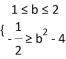 1 ≤ b ≤ 2
{
-1/2 ≥ b² - 4